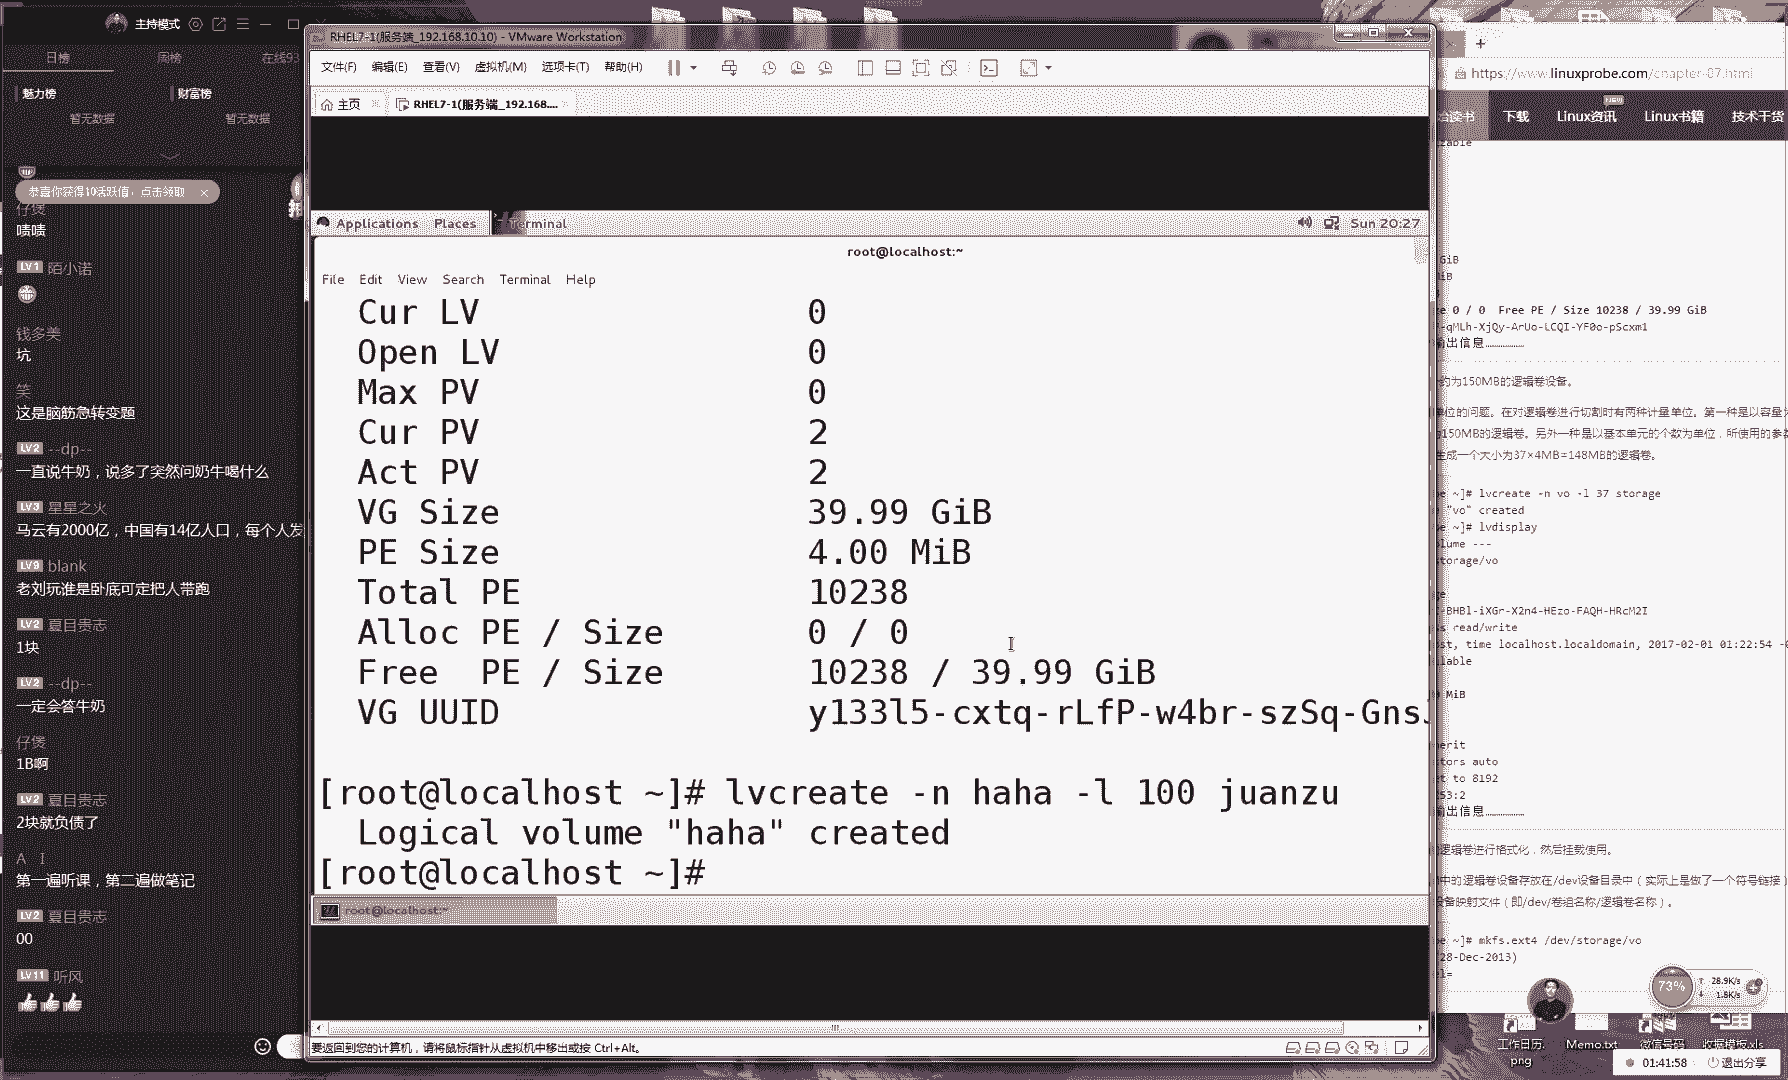 主持模式
日榜 周榜 在线93
魅力榜 财富榜
暂无数据 暂无数据
恭喜你获得10活跃值，点击领取 ×
仔煲
啧啧
LV1 陌小诺
钱多美
坑
笑
这是脑筋急转变题
LV2 --dp--
一直说牛奶，说多了突然问奶牛喝什么
LV3 星星之火
马云有2000亿，中国有14亿人口，每个人发
LV9 blank
老刘玩谁是卧底可定把人带跑
LV2 夏目贵志
1块
LV2 --dp--
一定会答牛奶
仔煲
1B啊
LV2 夏目贵志
2块就负债了
A I
第一遍听课，第二遍做笔记
LV2 夏目贵志
00
LV11 听风
RHEL7-1(服务端_192.168.10.10) - VMware Workstation
文件(F) 编辑(E) 查看(V) 虚拟机(M) 选项卡(T) 帮助(H)
主页 × RHEL7-1(服务端_192.168.... ×
Applications Places Terminal Sun 20:27
root@localhost:~
File Edit View Search Terminal Help
Cur LV 0
Open LV 0
Max PV 0
Cur PV 2
Act PV 2
VG Size 39.99 GiB
PE Size 4.00 MiB
Total PE 10238
Alloc PE / Size 0 / 0
Free PE / Size 10238 / 39.99 GiB
VG UUID y133l5-cxtq-rLfP-w4br-szSq-Gns
[root@localhost ~]# lvcreate -n haha -l 100 juanzu
Logical volume "haha" created
[root@localhost ~]#
root@localhost:~
要返回到您的计算机，请将鼠标指针从虚拟机中移出或按 Ctrl+Alt。
https://www.linuxprobe.com/chapter-07.html
读书 下载 Linux资讯 NEW Linux书籍 技术干货
zable
GiB
iB
ze 0 / 0 Free PE / Size 10238 / 39.99 GiB
-qMLh-XjQy-ArUo-LCQI-YF0o-pScxm1
输出信息………………
约为150MB的逻辑卷设备。
单位的问题。在对逻辑卷进行切割时有两种计量单位。第一种是以容量为
为150MB的逻辑卷。另外一种是以基本单元的个数为单位，所使用的参数
生成一个大小为37×4MB=148MB的逻辑卷。
be ~]# lvcreate -n vo -l 37 storage
"vo" created
be ~]# lvdisplay
olume ---
storage/vo
ge
-BHBl-iXGr-X2n4-HEzo-FAQH-HRcM2I
ss read/write
ost, time localhost.localdomain, 2017-02-01 01:22:54 -0
ilable
MiB
herit
tors auto
et to 8192
253:2
输出信息………………
逻辑卷进行格式化，然后挂载使用。
中的逻辑卷设备存放在/dev设备目录中（实际上是做了一个符号链接）
设备映射文件（即/dev/卷组名称/逻辑卷名称）。
be ~]# mkfs.ext4 /dev/storage/vo
28-Dec-2013)
el=
73%
28.9K/s
1.8K/s
工作日历.png Memo.txt 微信号码 收据模板.xls
01:41:58 退出分享